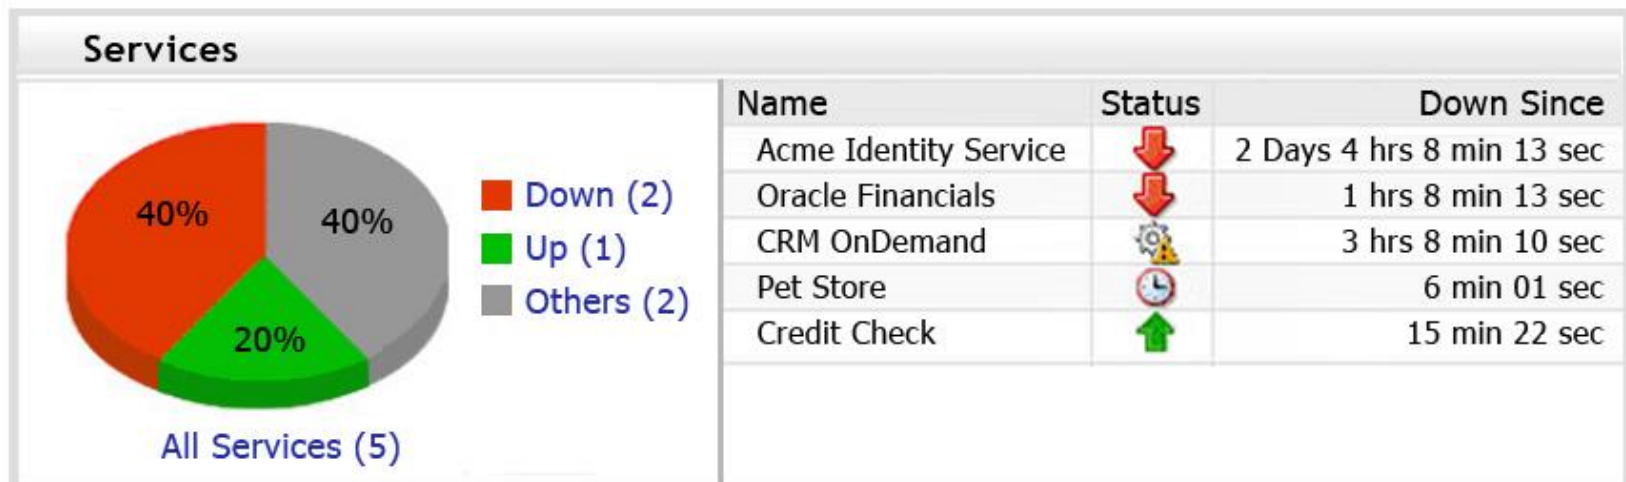 Services
40%
40%
20%
Down (2)
Up (1)
Others (2)
All Services (5)
Name Status Down Since
Acme Identity Service 2 Days 4 hrs 8 min 13 sec
Oracle Financials 1 hrs 8 min 13 sec
CRM OnDemand 3 hrs 8 min 10 sec
Pet Store 6 min 01 sec
Credit Check 15 min 22 sec